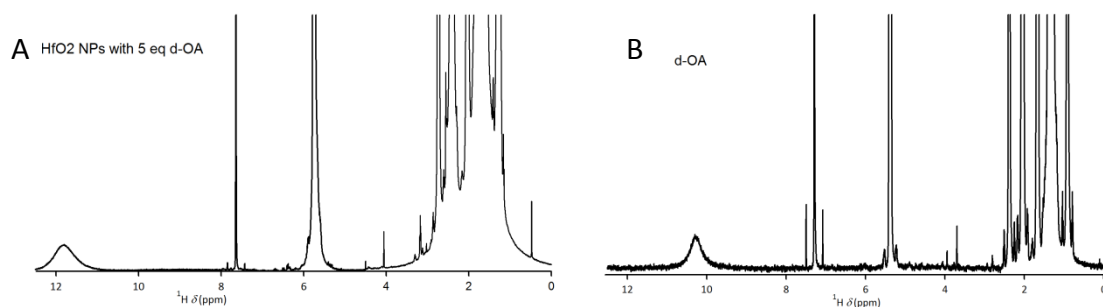 A
HfO2 NPs with 5 eq d-OA
12 10 8 6 4 2 0
¹H δ(ppm)
B
d-OA
12 10 8 6 4 2 0
¹H δ(ppm)